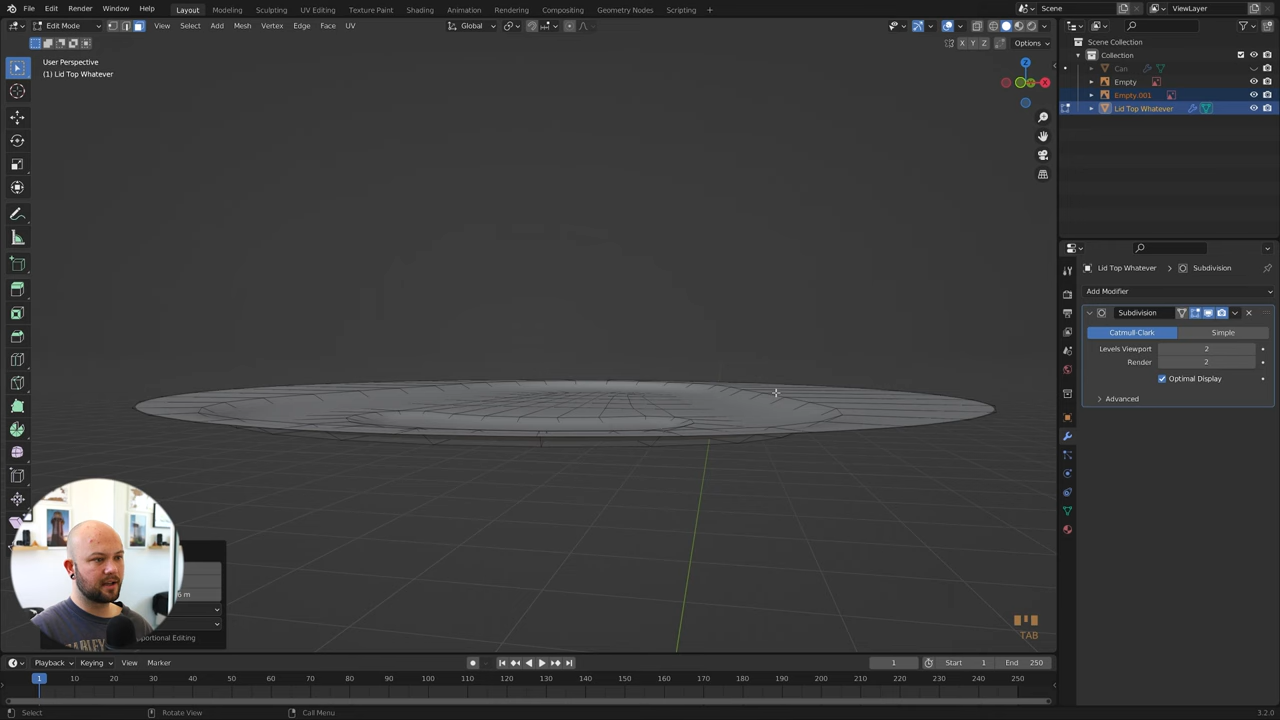 File Edit Render Window Help Layout Modeling Sculpting UV Editing Texture Paint Shading Animation Rendering Compositing Geometry Nodes Scripting + Scene ViewLayer
Edit Mode View Select Add Mesh Vertex Edge Face UV Global
X Y Z Options
User Perspective
(1) Lid Top Whatever
Z
X
Scene Collection
Collection
Can
Empty
Empty.001
Lid Top Whatever
Lid Top Whatever > Subdivision
Add Modifier
Subdivision
Catmull-Clark Simple
Levels Viewport 2
Render 2
Optimal Display
Advanced
6 m
oportional Editing
TAB
Playback Keying View Marker 1 Start 1 End 250
1 10 20 30 40 50 60 70 80 90 100 110 120 130 140 150 160 170 180 190 200 210 220 230 240 250
Select Rotate View Call Menu 3.2.0